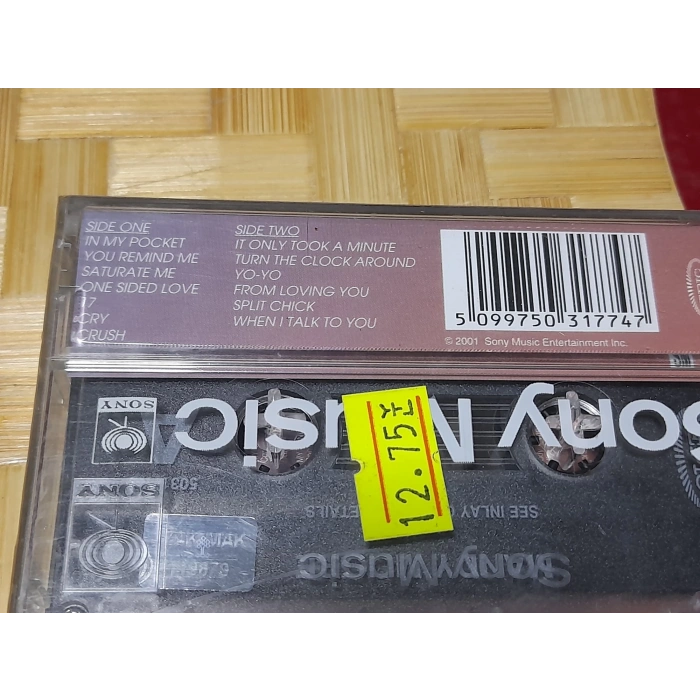 SIDE ONE
IN MY POCKET
YOU REMIND ME
SATURATE ME
ONE SIDED LOVE
17
CRY
CRUSH
SIDE TWO
IT ONLY TOOK A MINUTE
TURN THE CLOCK AROUND
YO-YO
FROM LOVING YOU
SPLIT CHICK
WHEN I TALK TO YOU
5 099750 317747
© 2001 Sony Music Entertainment Inc.
SONY
Sony Music
12.75
503
SEE INLAY
DETAILS
SONY
Sony Music